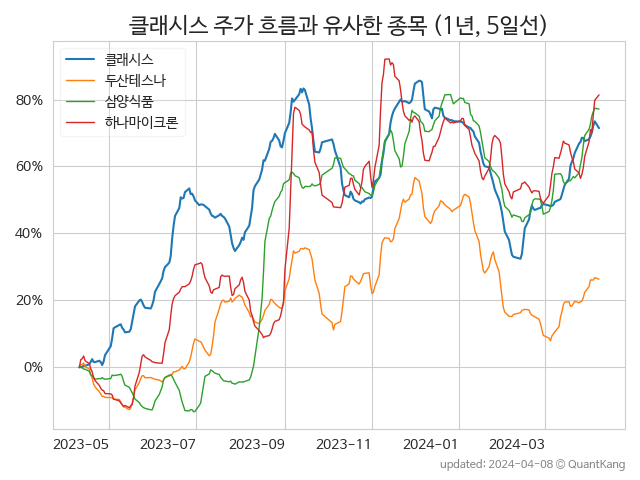 클래시스 주가 흐름과 유사한 종목 (1년, 5일선)
클래시스
두산테스나
삼양식품
하나마이크론
80%
60%
40%
20%
0%
2023-05 2023-07 2023-09 2023-11 2024-01 2024-03
updated: 2024-04-08 © QuantKang